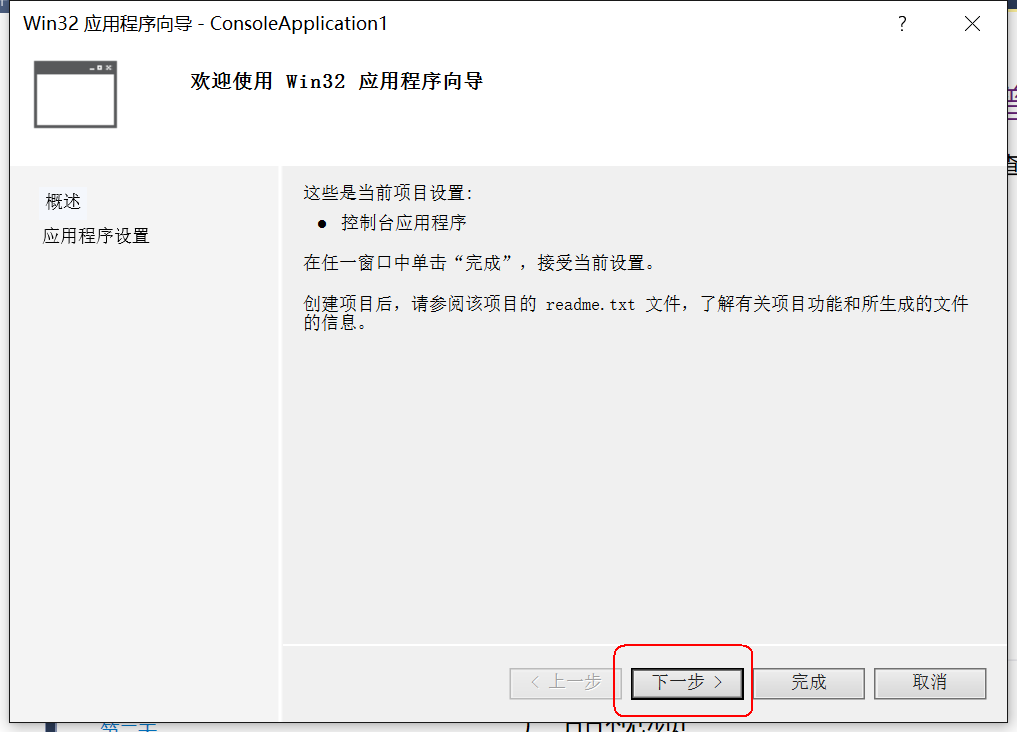 Win32 应用程序向导 - ConsoleApplication1
?
欢迎使用 Win32 应用程序向导
概述
应用程序设置
这些是当前项目设置:
● 控制台应用程序
在任一窗口中单击“完成”，接受当前设置。
创建项目后，请参阅该项目的 readme.txt 文件，了解有关项目功能和所生成的文件
的信息。
< 上一步
下一步 >
完成
取消